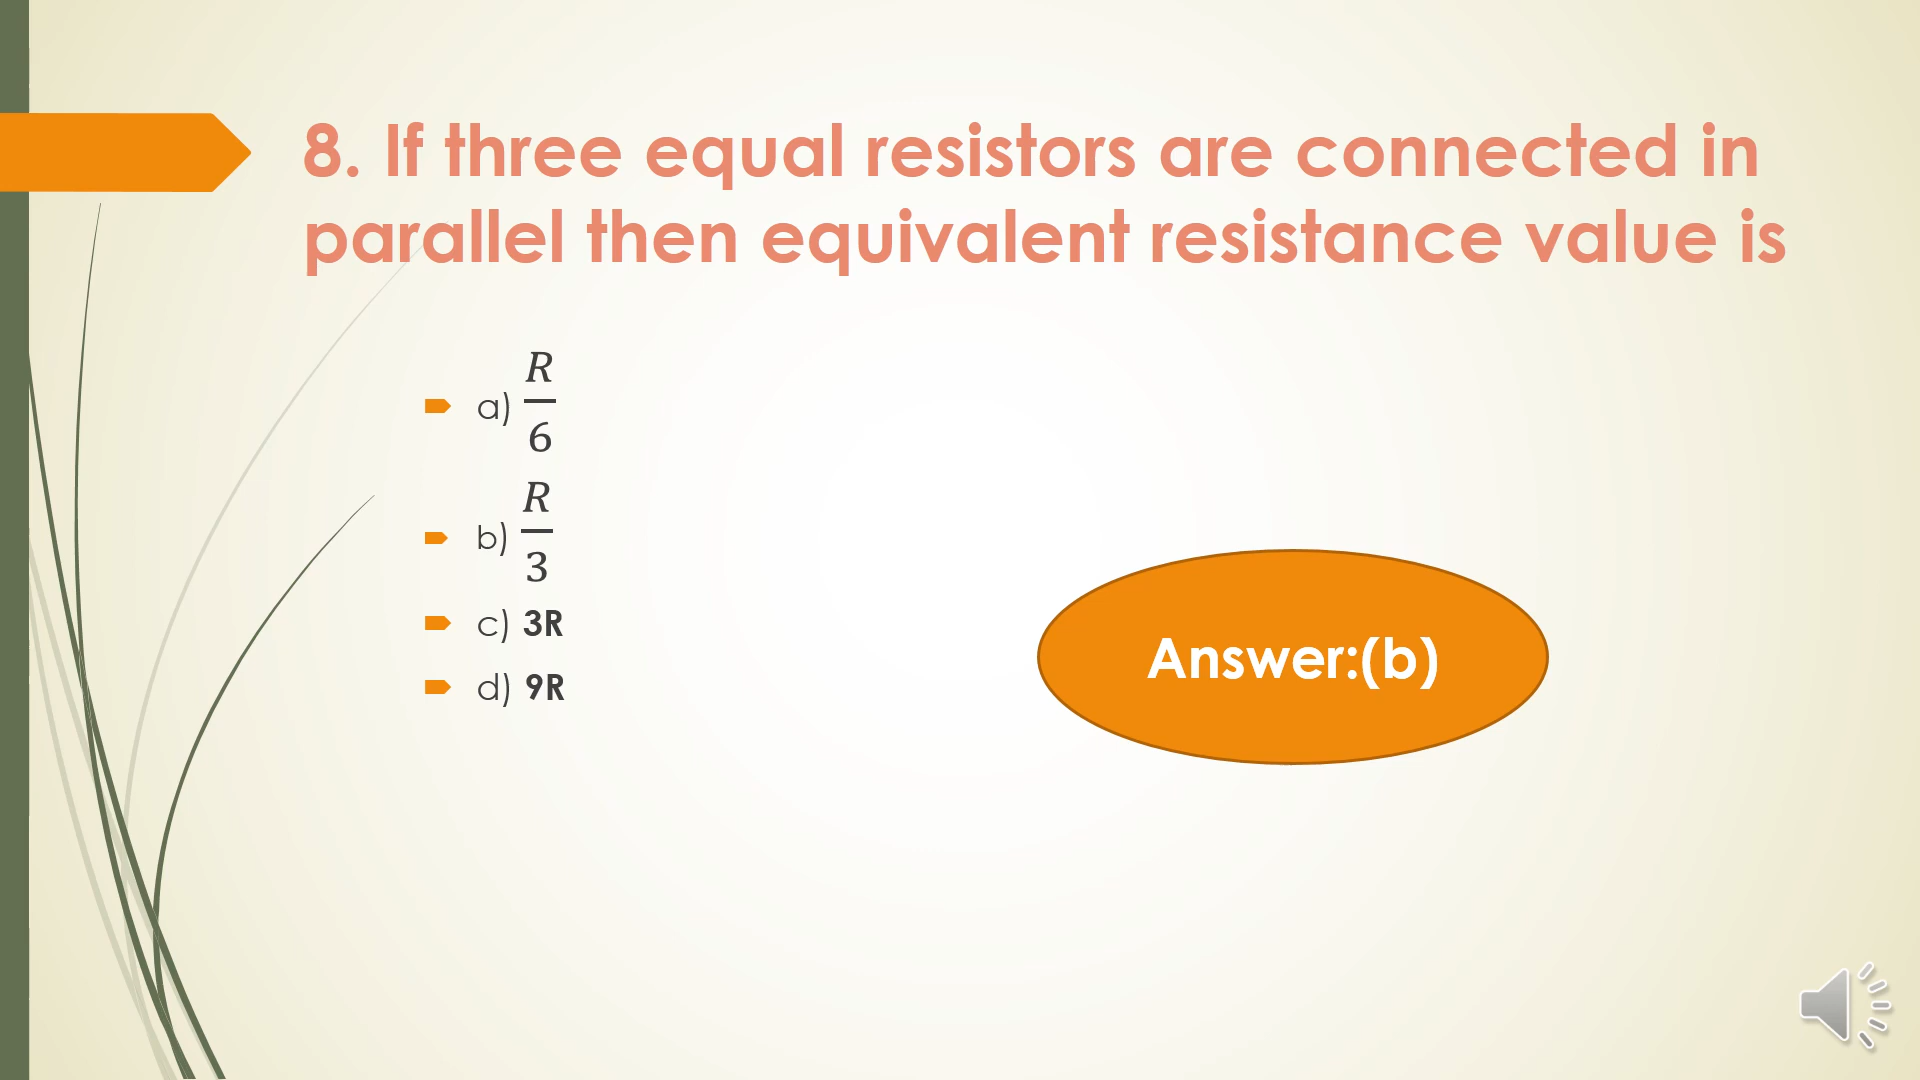 8. If three equal resistors are connected in
parallel then equivalent resistance value is
a) R/6
b) R/3
c) 3R
d) 9R
Answer:(b)